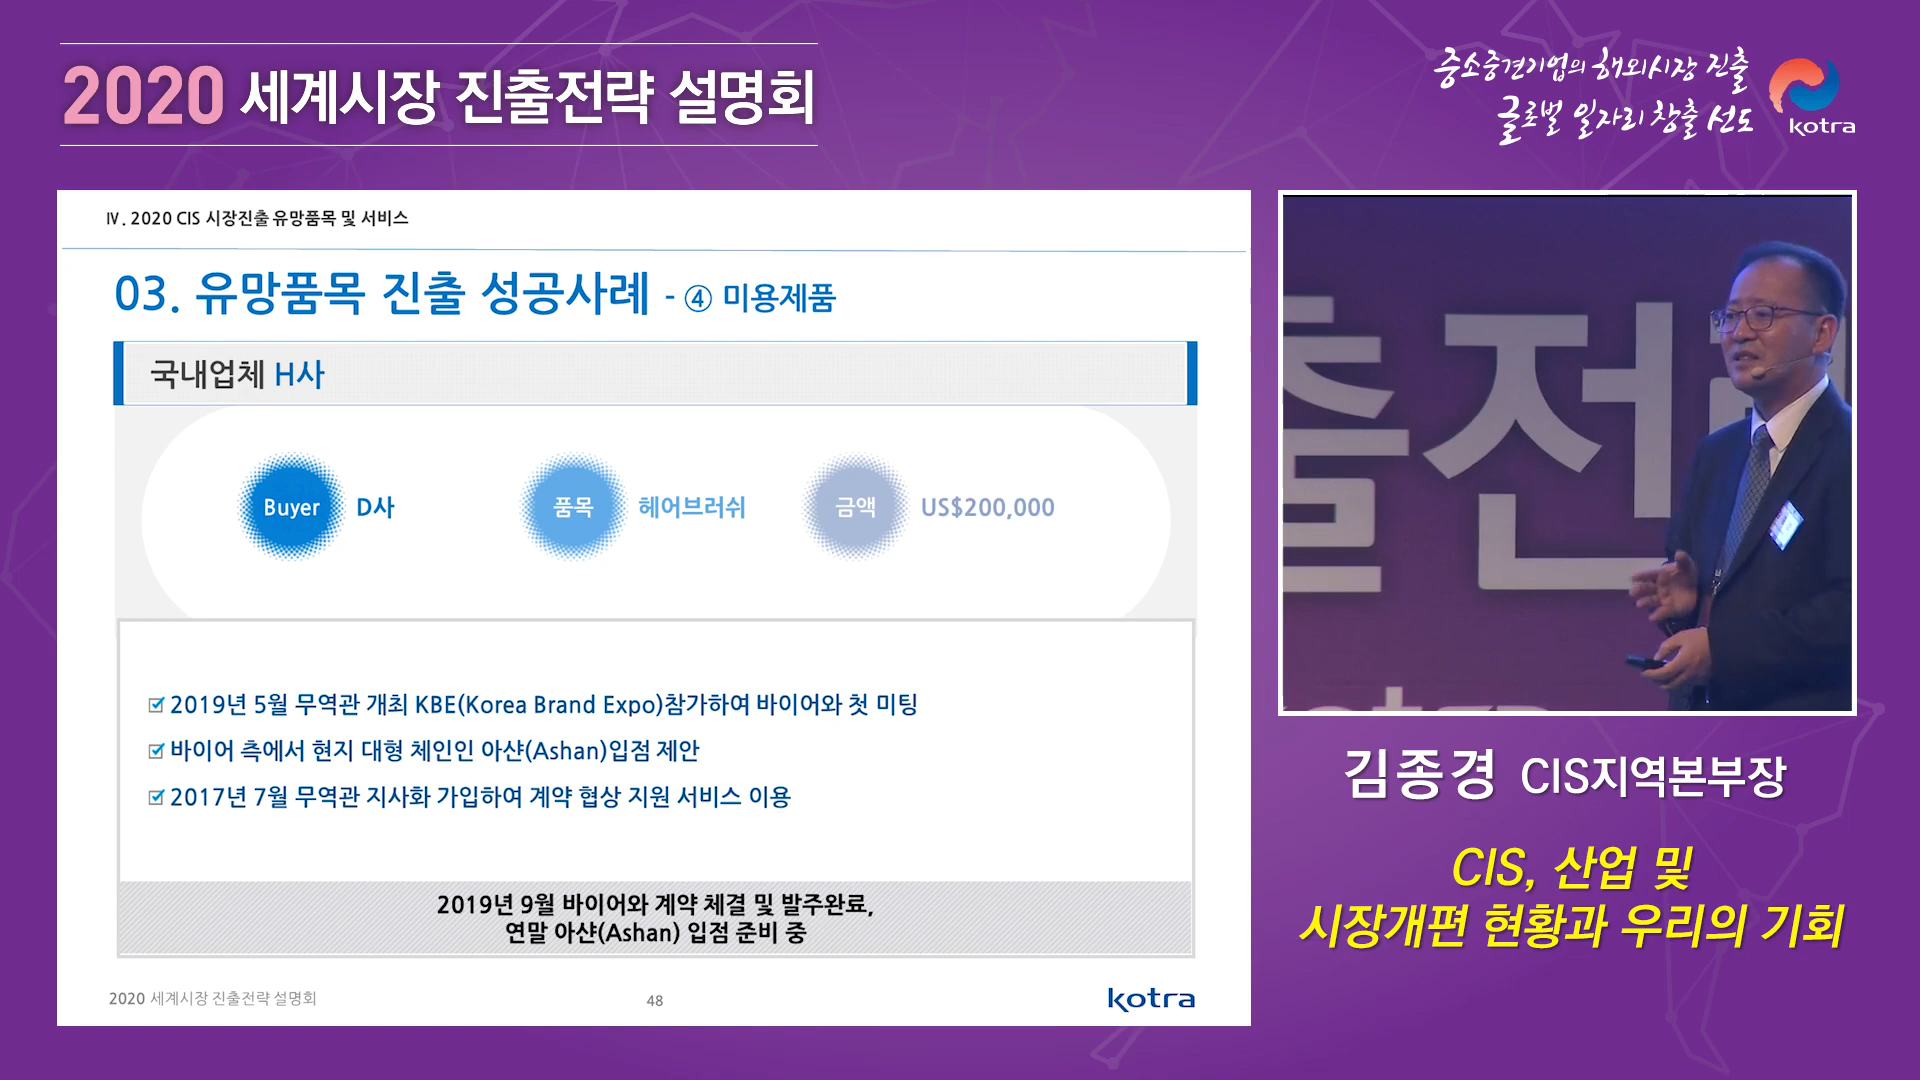 2020 세계시장 진출전략 설명회
중소중견기업의 해외시장 진출
글로벌 일자리 창출 선도
kotra
Ⅳ. 2020 CIS 시장진출 유망품목 및 서비스
03. 유망품목 진출 성공사례 - ④ 미용제품
국내업체 H사
Buyer D사 품목 헤어브러쉬 금액 US$200,000
2019년 5월 무역관 개최 KBE(Korea Brand Expo)참가하여 바이어와 첫 미팅
바이어 측에서 현지 대형 체인인 아샨(Ashan)입점 제안
2017년 7월 무역관 지사화 가입하여 계약 협상 지원 서비스 이용
2019년 9월 바이어와 계약 체결 및 발주완료,
연말 아샨(Ashan) 입점 준비 중
2020 세계시장 진출전략 설명회
48
kotra
출전
김종경 CIS지역본부장
CIS, 산업 및
시장개편 현황과 우리의 기회